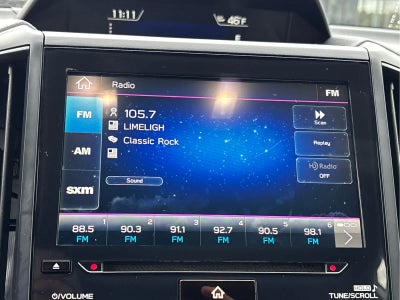 11:11 46°F
Radio FM
FM
105.7
LIMELIGH
Classic Rock
Scan
AM
Replay
HD Radio
OFF
sxm
Sound
1 2 3 4 5 6
88.5 90.3 91.1 92.7 90.5 98.1
FM FM FM FM FM FM
HOLD
⏻/VOLUME TUNE/SCROLL